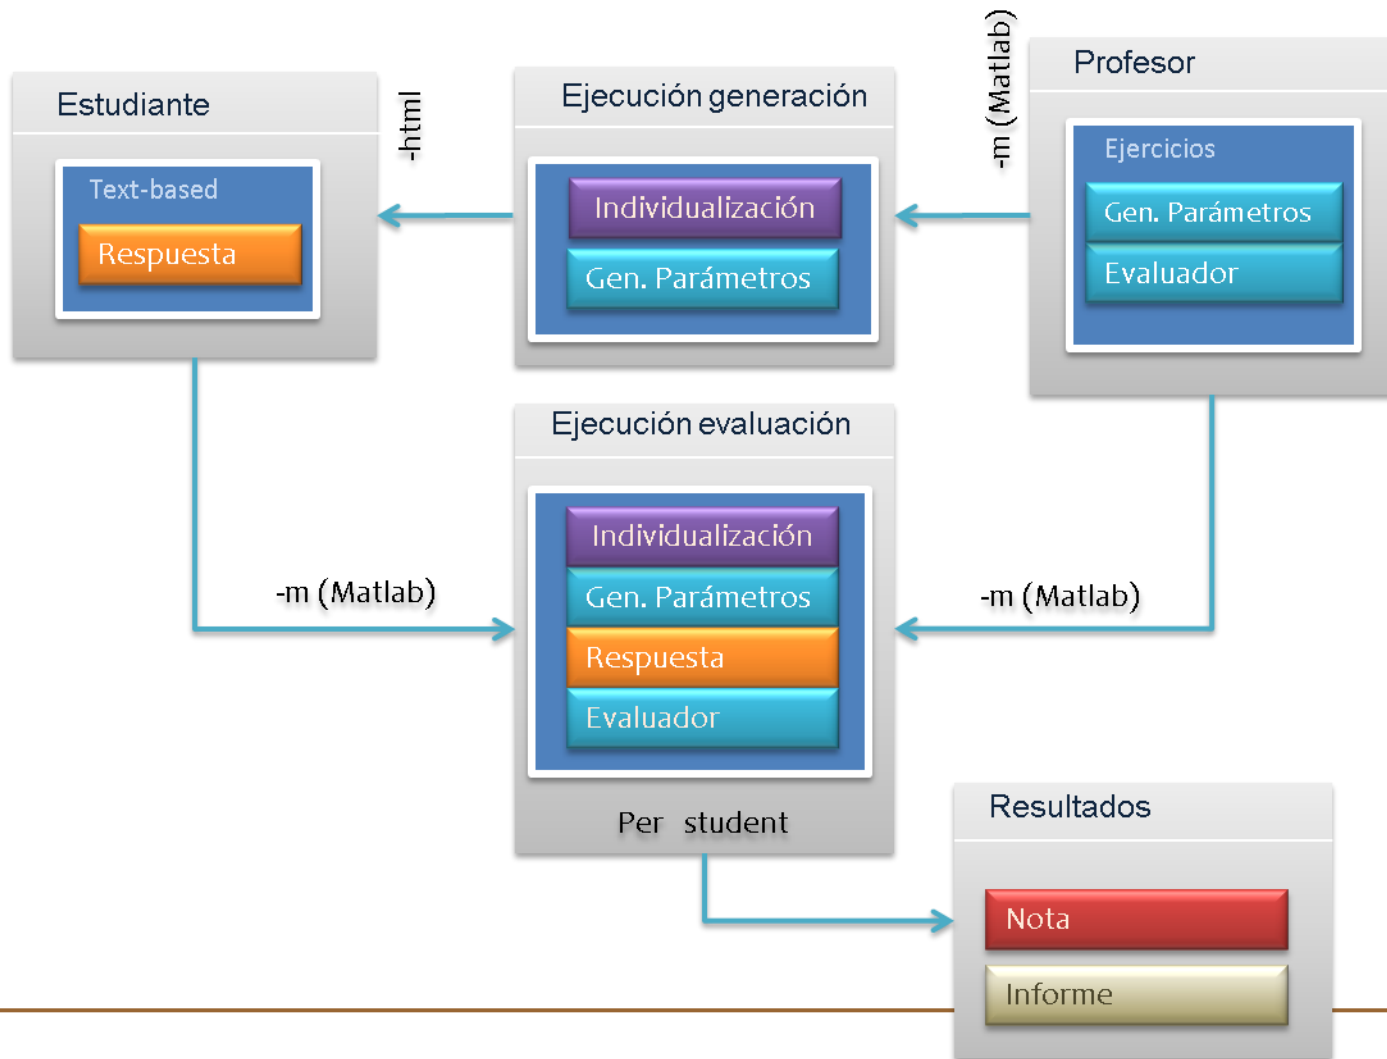 Estudiante
Text-based
Respuesta
-html
Ejecución generación
Individualización
Gen. Parámetros
-m (Matlab)
Profesor
Ejercicios
Gen. Parámetros
Evaluador
Ejecución evaluación
Individualización
Gen. Parámetros
Respuesta
Evaluador
Per student
-m (Matlab)
-m (Matlab)
Resultados
Nota
Informe